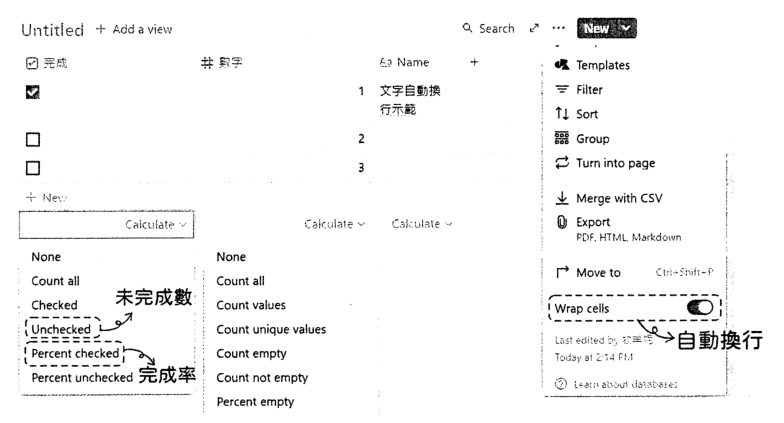 Untitled + Add a view
Search
New
完成
# 數字
Aa Name +
1 文字自動換
行示範
2
3
+ New
Calculate
Calculate
Calculate
None
Count all
Checked
Unchecked
未完成數
Percent checked
Percent unchecked
完成率
None
Count all
Count values
Count unique values
Count empty
Count not empty
Percent empty
Templates
Filter
Sort
Group
Turn into page
Merge with CSV
Export
PDF, HTML, Markdown
Move to Ctrl+Shift+P
Wrap cells
自動換行
Last edited by
Today at 2:14 PM
Learn about databases